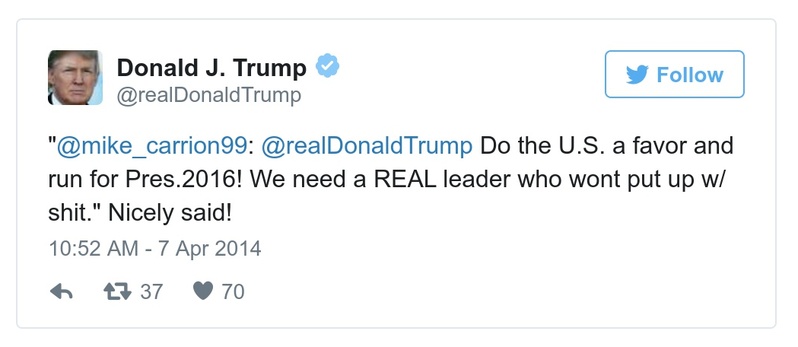 Donald J. Trump
@realDonaldTrump
Follow
"@mike_carrion99: @realDonaldTrump Do the U.S. a favor and
run for Pres.2016! We need a REAL leader who wont put up w/
shit." Nicely said!
10:52 AM - 7 Apr 2014
37 70